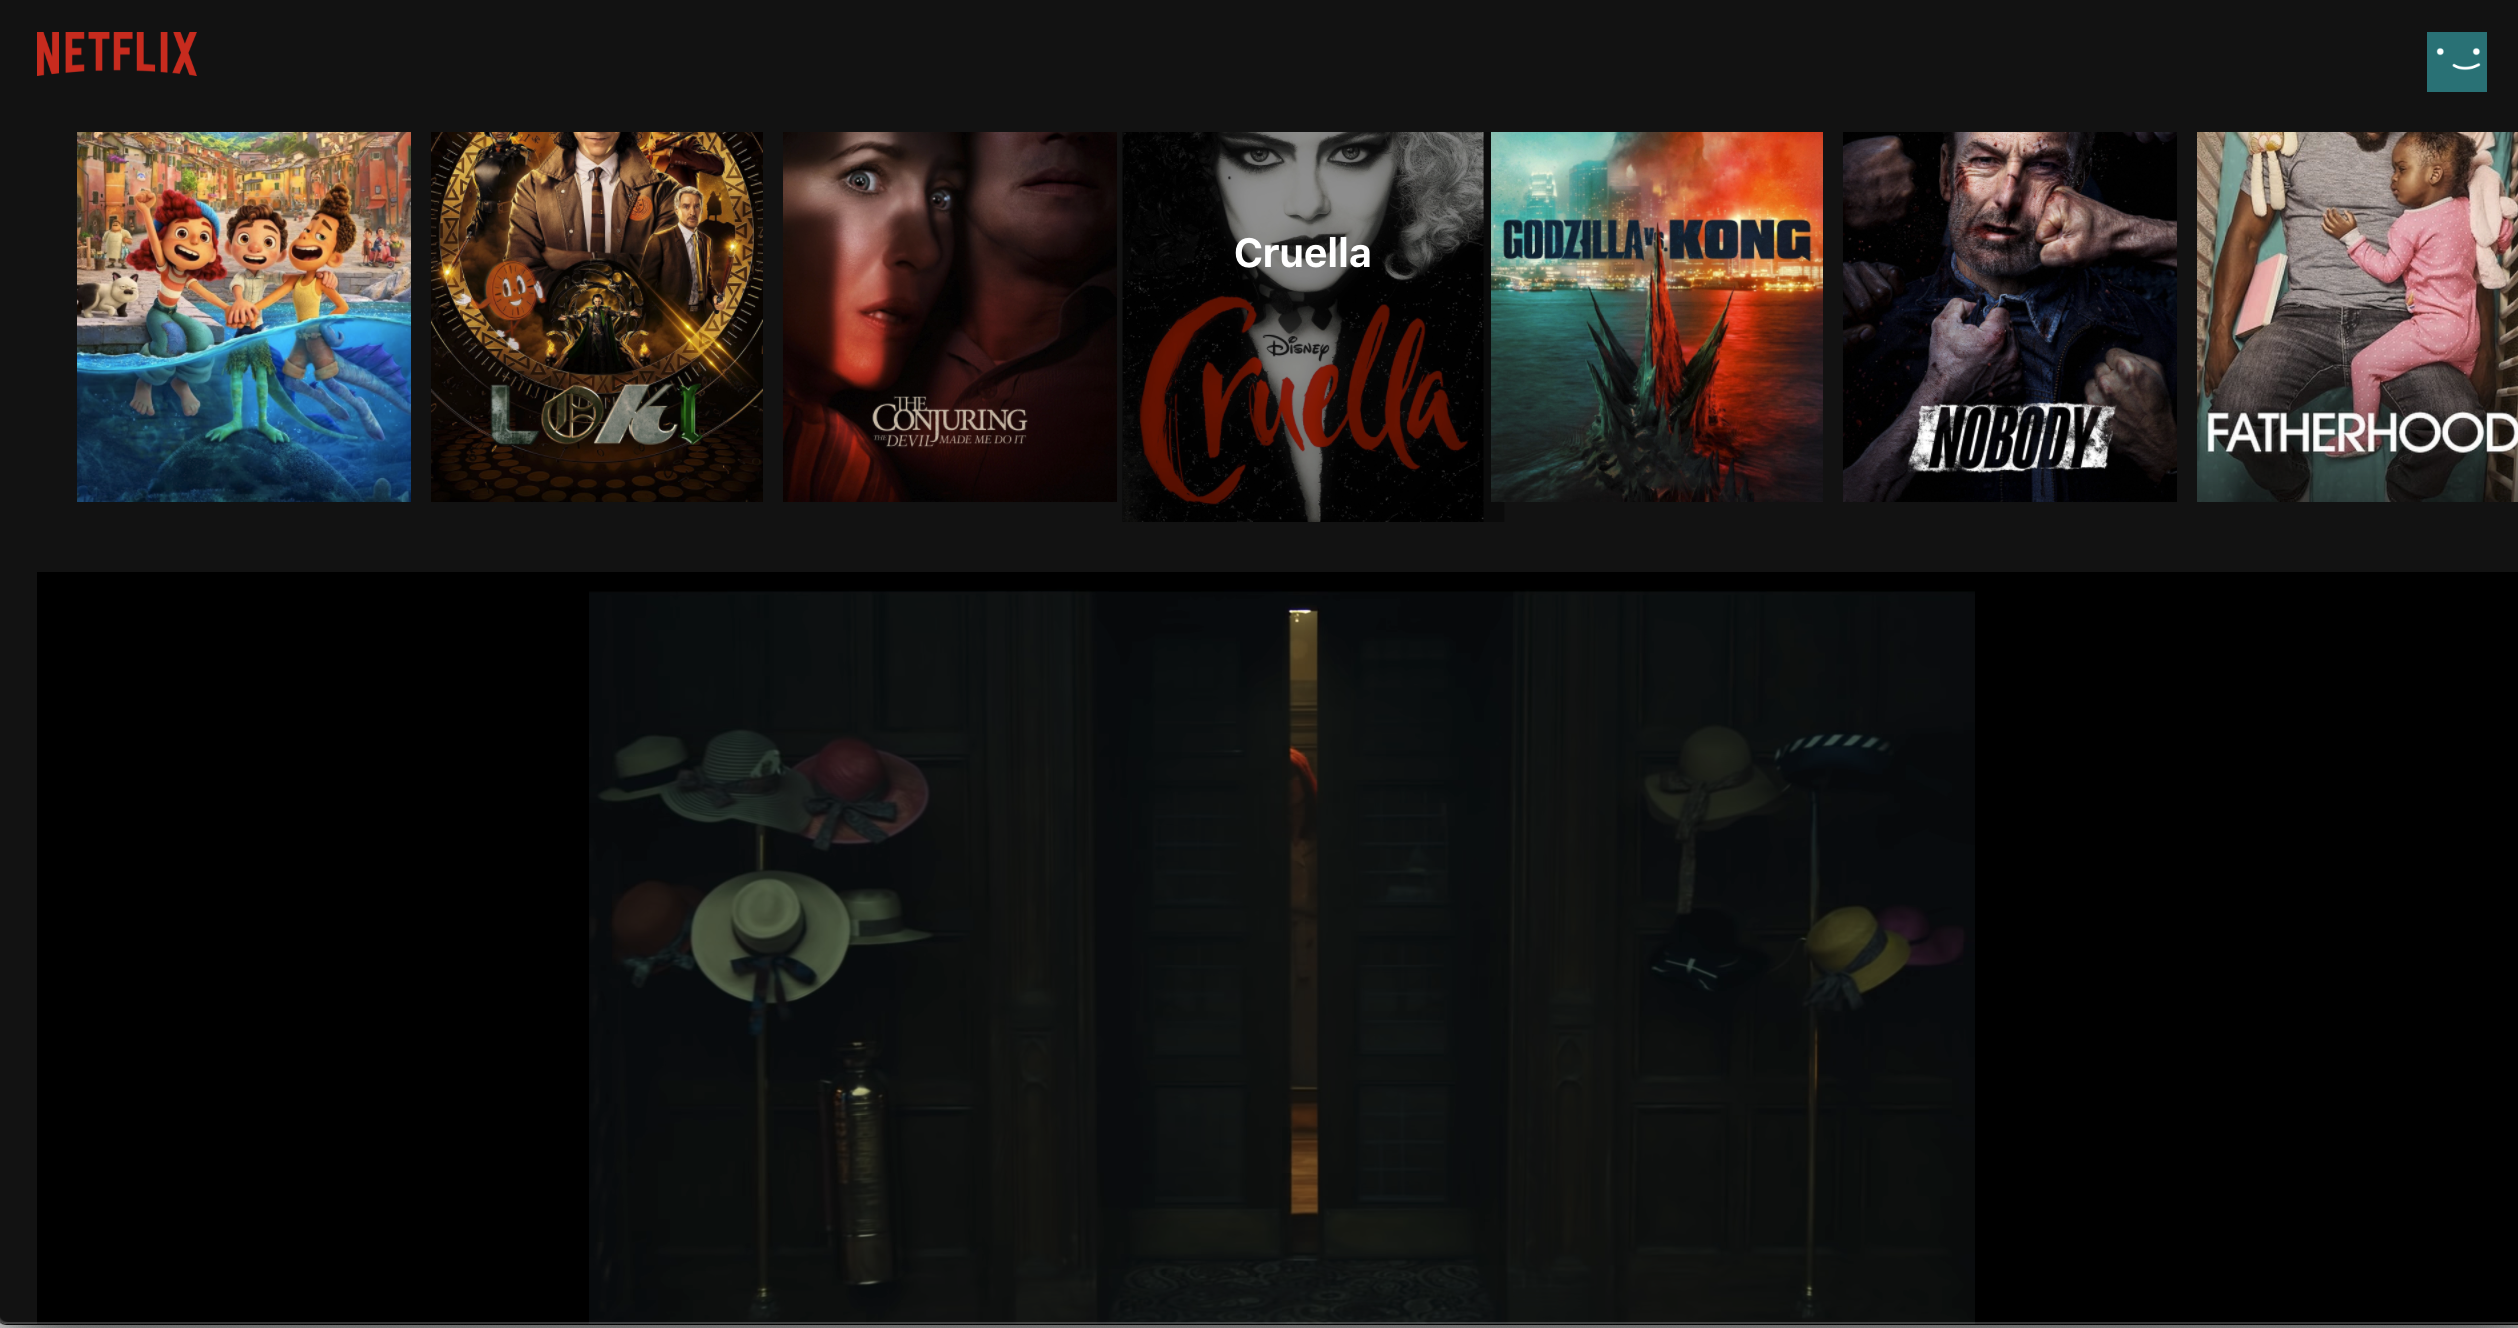 NETFLIX
LOKI
THE
CONJURING
THE DEVIL MADE ME DO IT
Cruella
DISNEY
Cruella
GODZILLA vs. KONG
NOBODY
FATHERHOOD